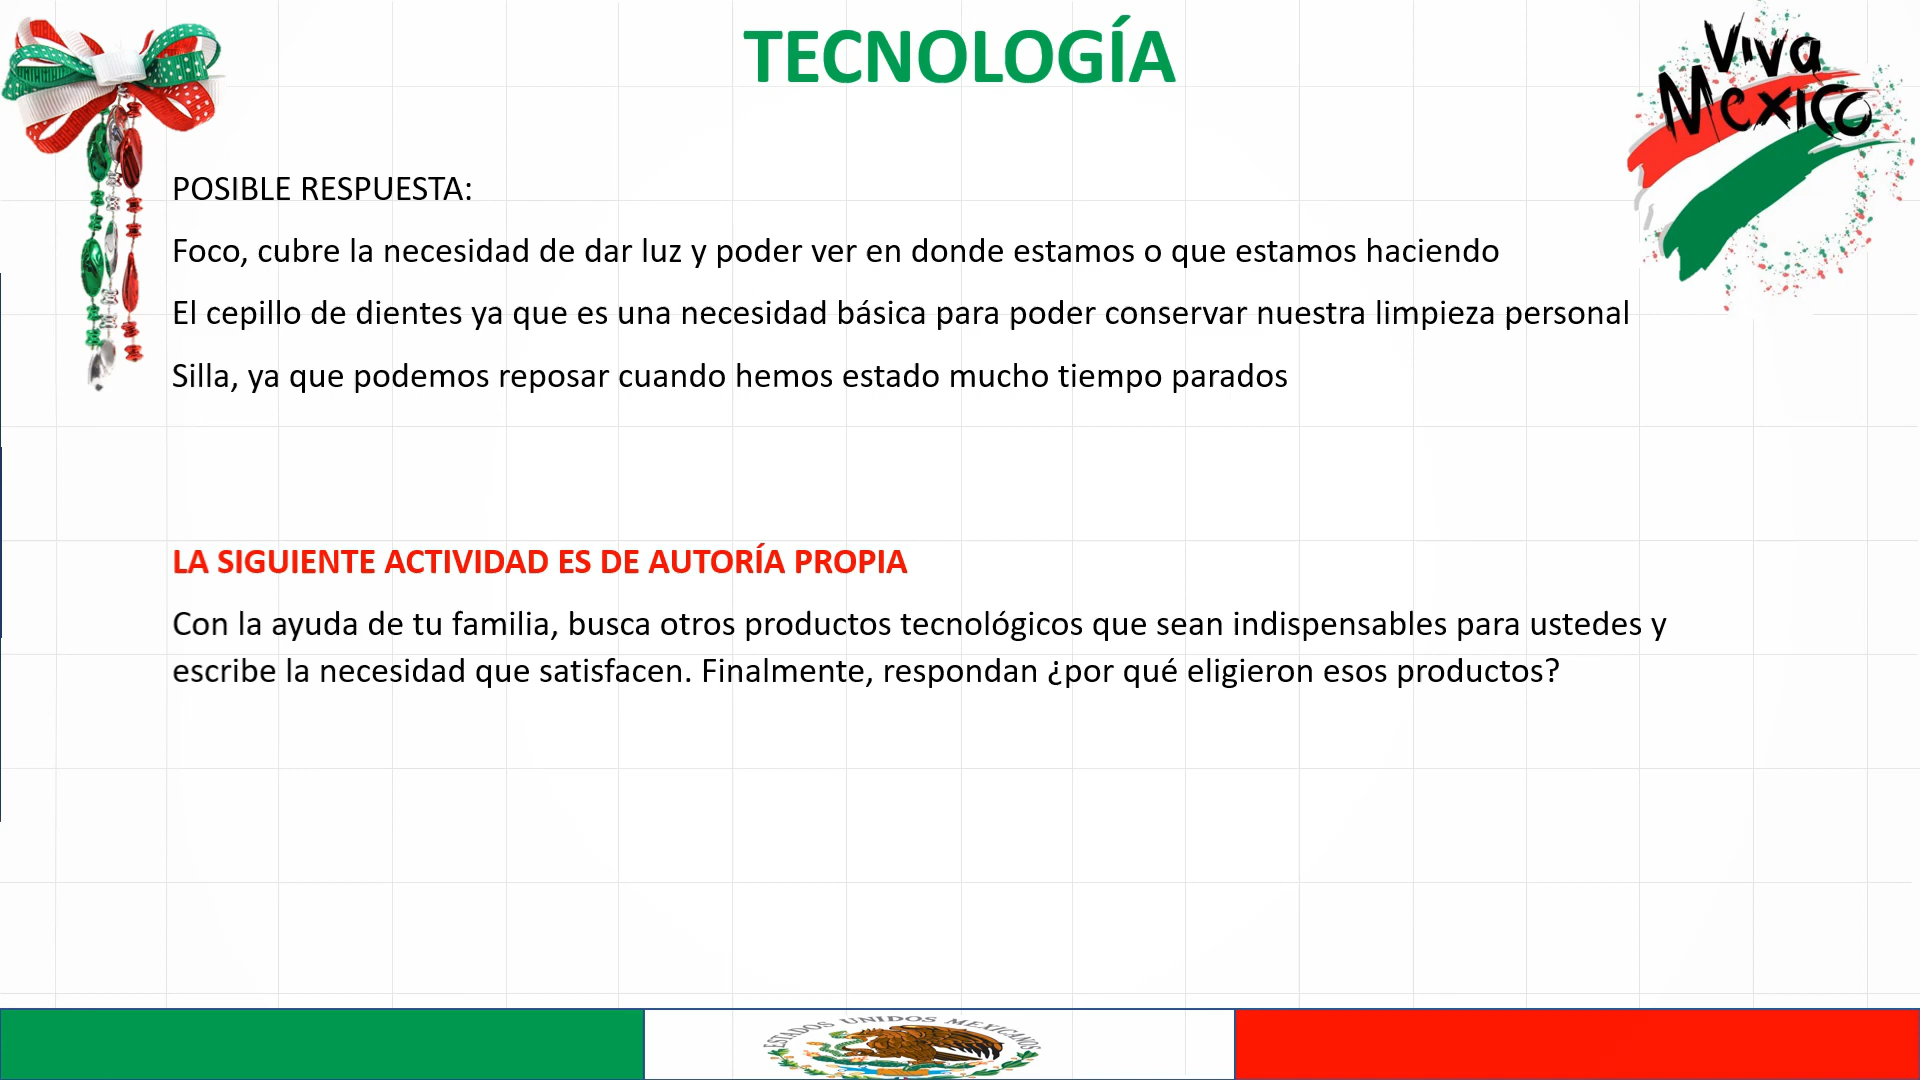 TECNOLOGÍA
Viva
Mexico
POSIBLE RESPUESTA:
Foco, cubre la necesidad de dar luz y poder ver en donde estamos o que estamos haciendo
El cepillo de dientes ya que es una necesidad básica para poder conservar nuestra limpieza personal
Silla, ya que podemos reposar cuando hemos estado mucho tiempo parados
LA SIGUIENTE ACTIVIDAD ES DE AUTORÍA PROPIA
Con la ayuda de tu familia, busca otros productos tecnológicos que sean indispensables para ustedes y
escribe la necesidad que satisfacen. Finalmente, respondan ¿por qué eligieron esos productos?
ESTADOS UNIDOS MEXICANOS